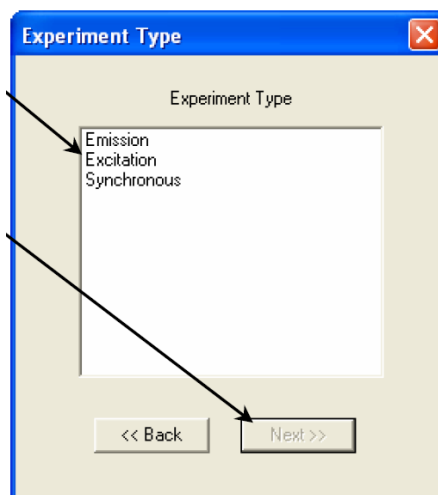 Experiment Type
Experiment Type
Emission
Excitation
Synchronous
<< Back
Next >>